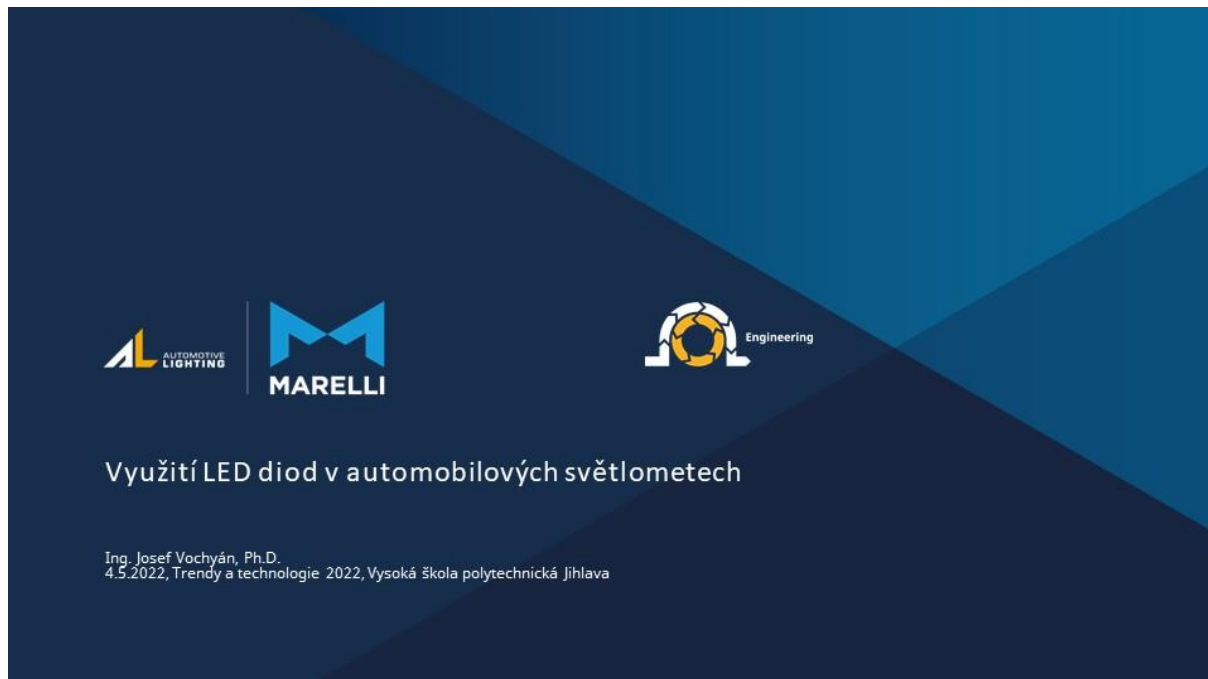 AUTOMOTIVE
LIGHTING
MARELLI
Engineering
Využití LED diod v automobilových světlometech
Ing. Josef Vochyán, Ph.D.
4.5.2022, Trendy a technologie 2022, Vysoká škola polytechnická Jihlava